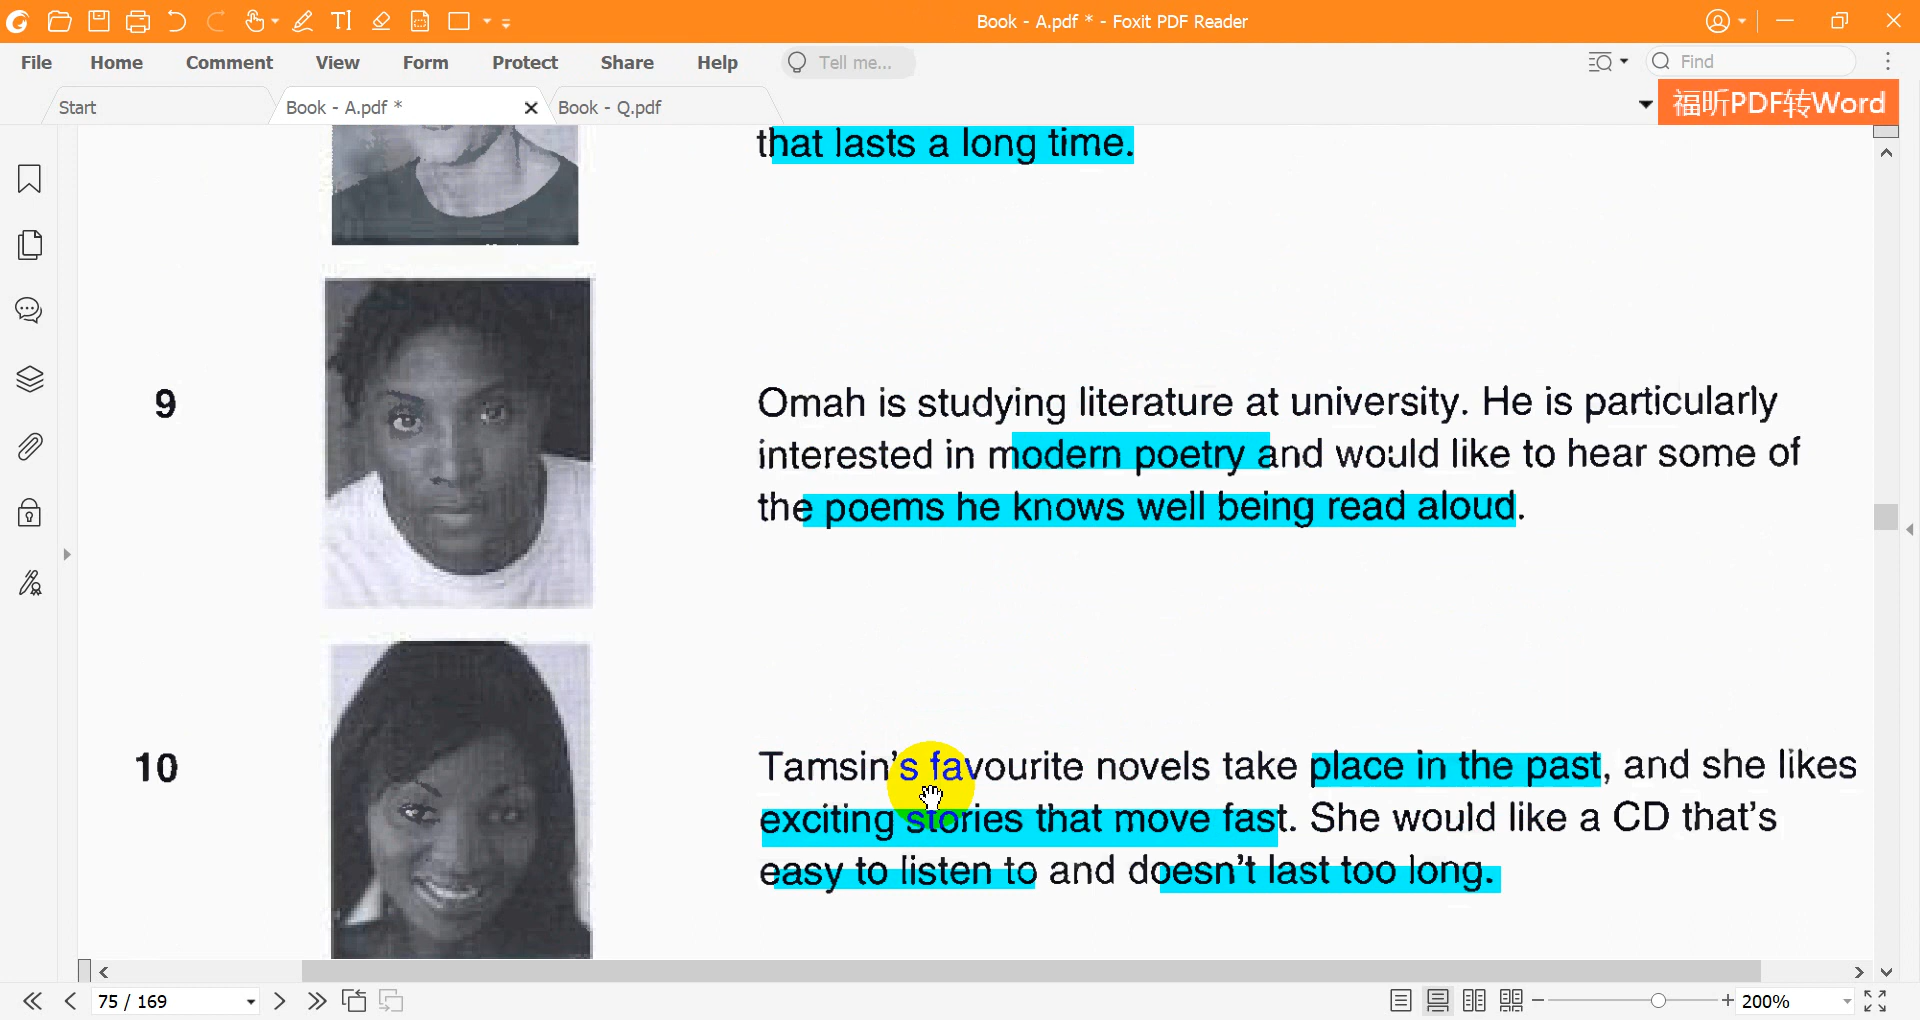 Book - A.pdf * - Foxit PDF Reader
File Home Comment View Form Protect Share Help Tell me... Find
Start Book - A.pdf * Book - Q.pdf 福昕PDF转Word
that lasts a long time.
9
Omah is studying literature at university. He is particularly
interested in modern poetry and would like to hear some of
the poems he knows well being read aloud.
10
Tamsin's favourite novels take place in the past, and she likes
exciting stories that move fast. She would like a CD that's
easy to listen to and doesn't last too long.
75 / 169 200%